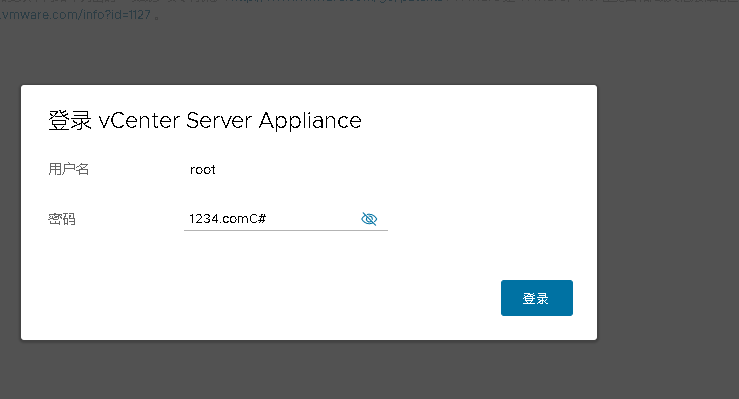 .vmware.com/info?id=1127 。
登录 vCenter Server Appliance
用户名 root
密码 1234.comC#
登录